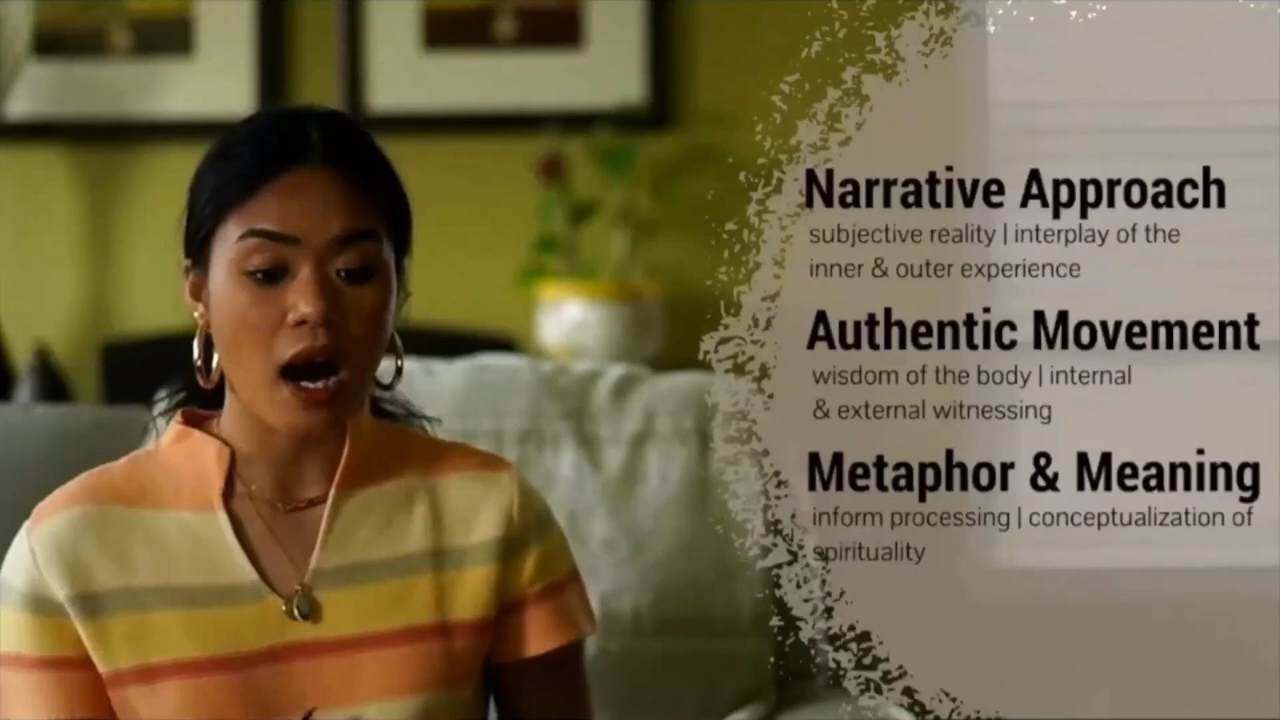 Narrative Approach
subjective reality | interplay of the
inner & outer experience
Authentic Movement
wisdom of the body | internal
& external witnessing
Metaphor & Meaning
inform processing | conceptualization of
spirituality